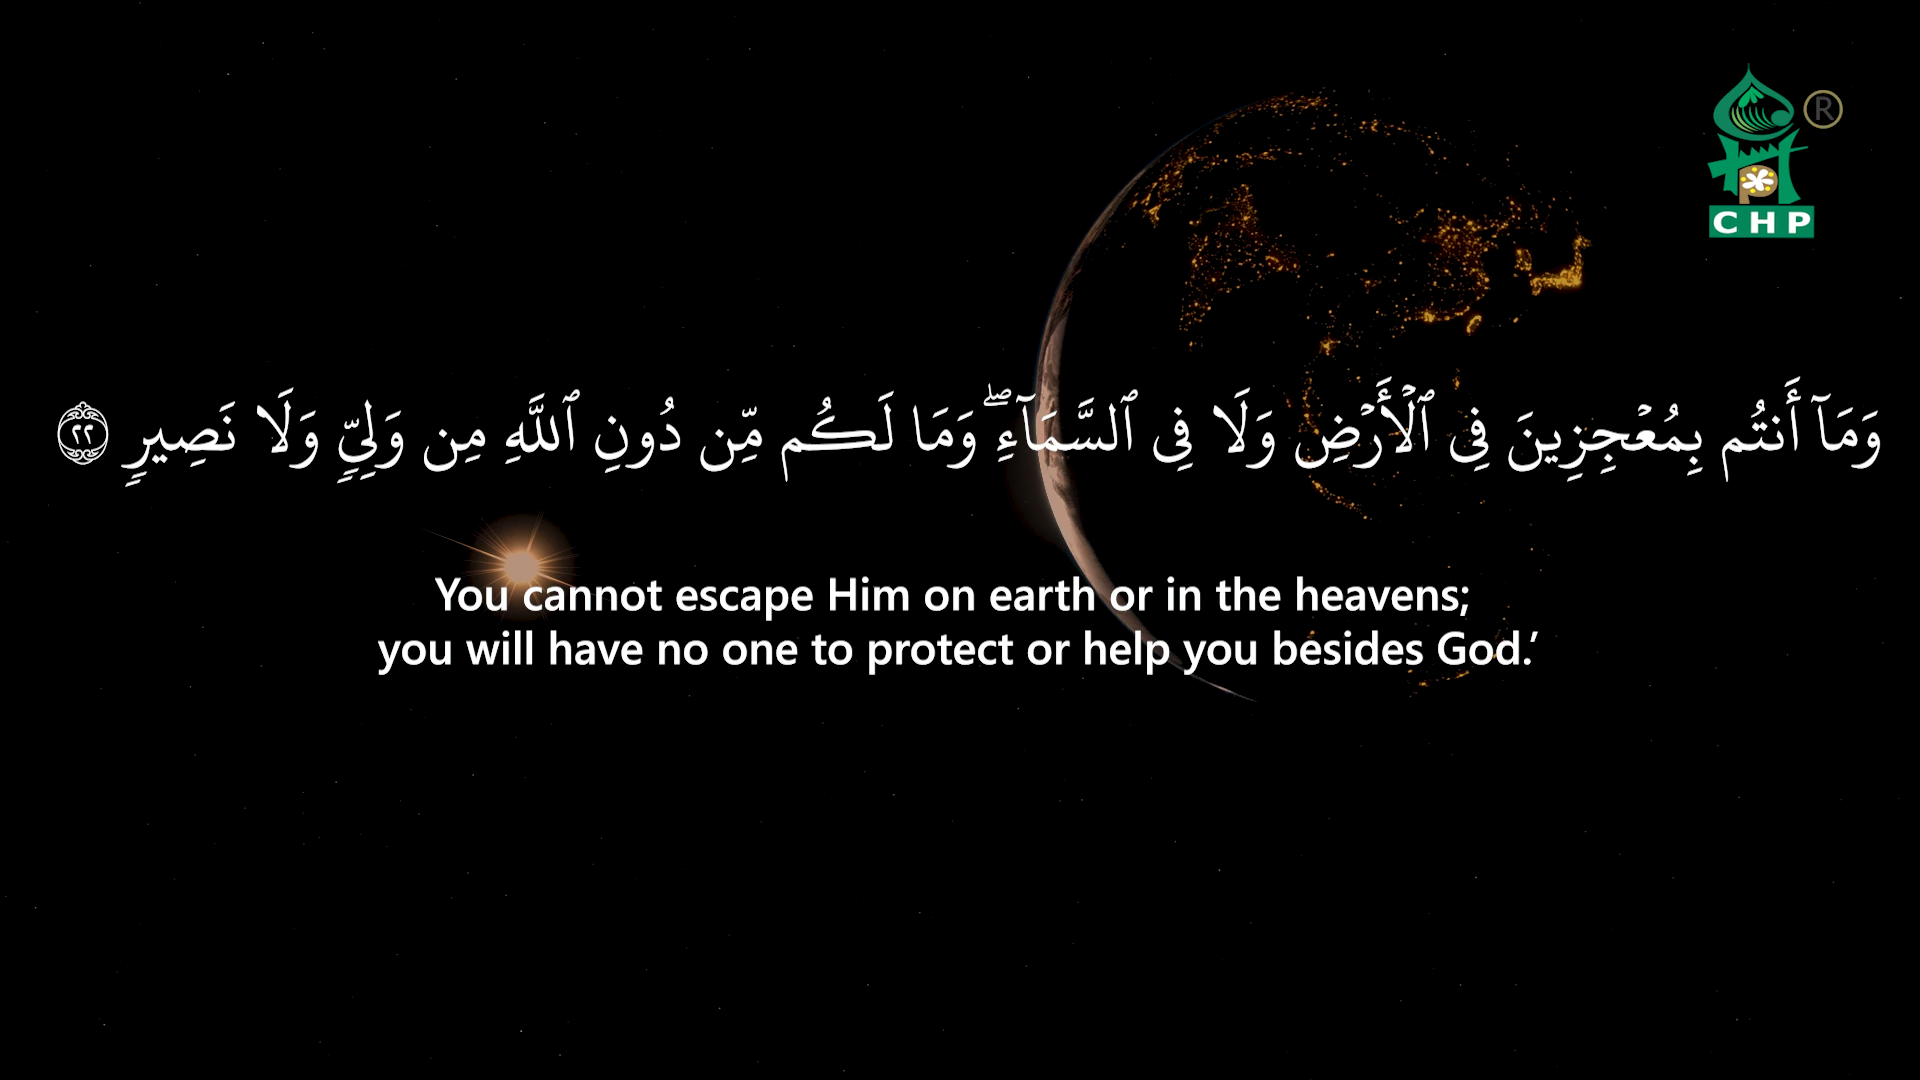 وَمَآ أَنتُم بِمُعْجِزِينَ فِى ٱلْأَرْضِ وَلَا فِى ٱلسَّمَآءِ ۖ وَمَا لَكُم مِّن دُونِ ٱللَّهِ مِن وَلِىٍّ وَلَا نَصِيرٍ ٢٢
You cannot escape Him on earth or in the heavens;
you will have no one to protect or help you besides God.’
®
CHP